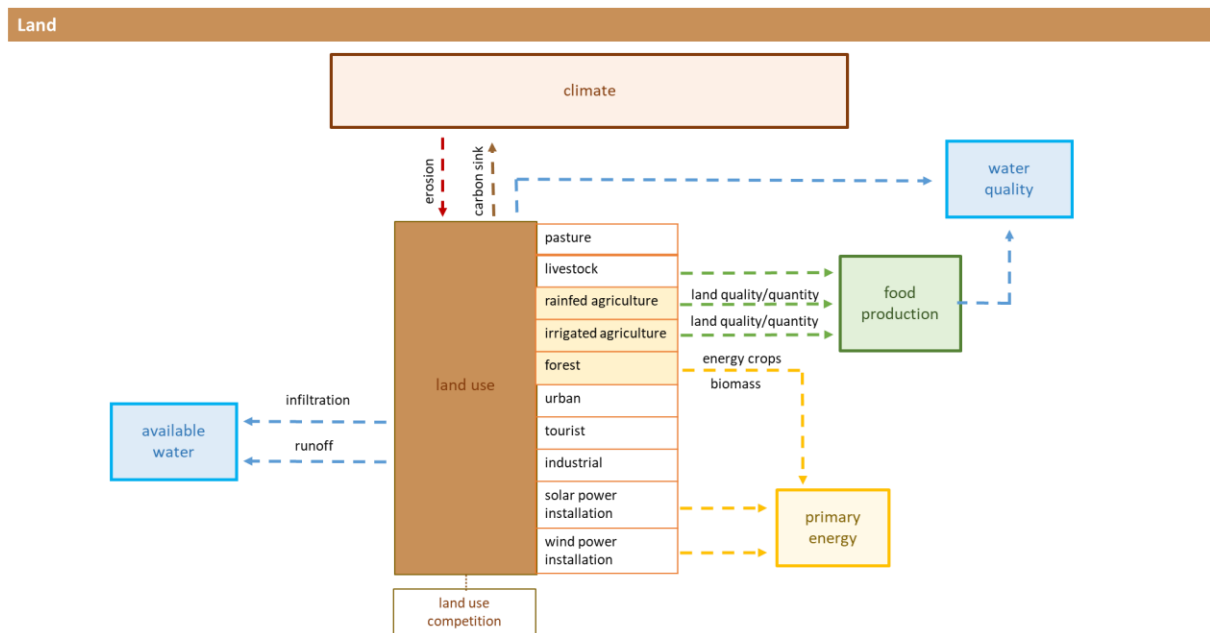 Land
climate
erosion
carbon sink
water
quality
pasture
livestock
rainfed agriculture
land quality/quantity
food
production
irrigated agriculture
land quality/quantity
forest
energy crops
biomass
land use
urban
infiltration
available
water
tourist
runoff
industrial
solar power
installation
primary
energy
wind power
installation
land use
competition